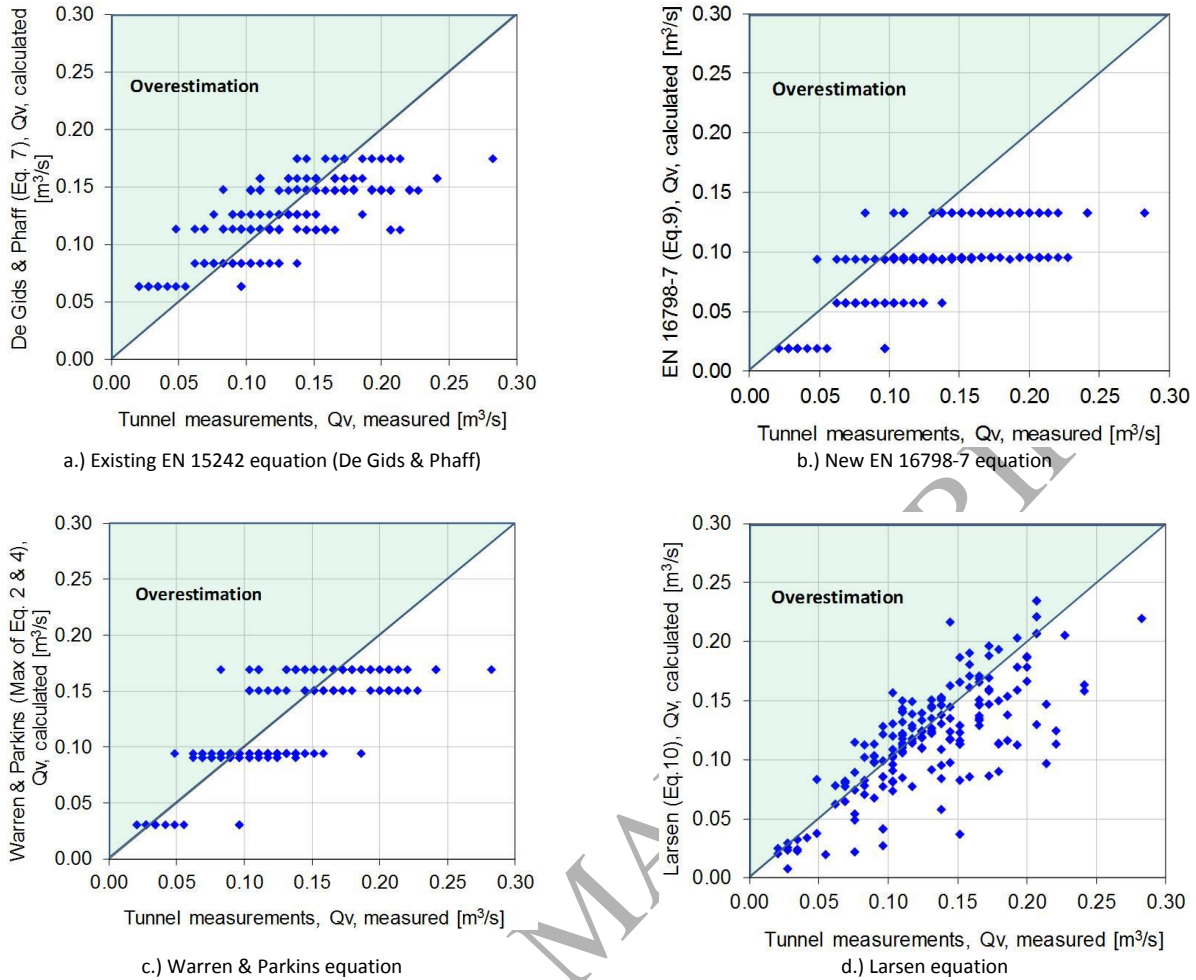 De Gids & Phaff (Eq. 7), Qv, calculated
[m³/s]
0.30
0.25
0.20
0.15
0.10
0.05
0.00
Overestimation
0.00 0.05 0.10 0.15 0.20 0.25 0.30
Tunnel measurements, Qv, measured [m³/s]
a.) Existing EN 15242 equation (De Gids & Phaff)
EN 16798-7 (Eq.9), Qv, calculated [m³/s]
0.30
0.25
0.20
0.15
0.10
0.05
0.00
Overestimation
0.00 0.05 0.10 0.15 0.20 0.25 0.30
Tunnel measurements, Qv, measured [m³/s]
b.) New EN 16798-7 equation
Warren & Parkins (Max of Eq. 2 & 4),
Qv, calculated [m³/s]
0.30
0.25
0.20
0.15
0.10
0.05
0.00
Overestimation
0.00 0.05 0.10 0.15 0.20 0.25 0.30
Tunnel measurements, Qv, measured [m³/s]
c.) Warren & Parkins equation
Larsen (Eq.10), Qv, calculated [m³/s]
0.30
0.25
0.20
0.15
0.10
0.05
0.00
Overestimation
0.00 0.05 0.10 0.15 0.20 0.25 0.30
Tunnel measurements, Qv, measured [m³/s]
d.) Larsen equation